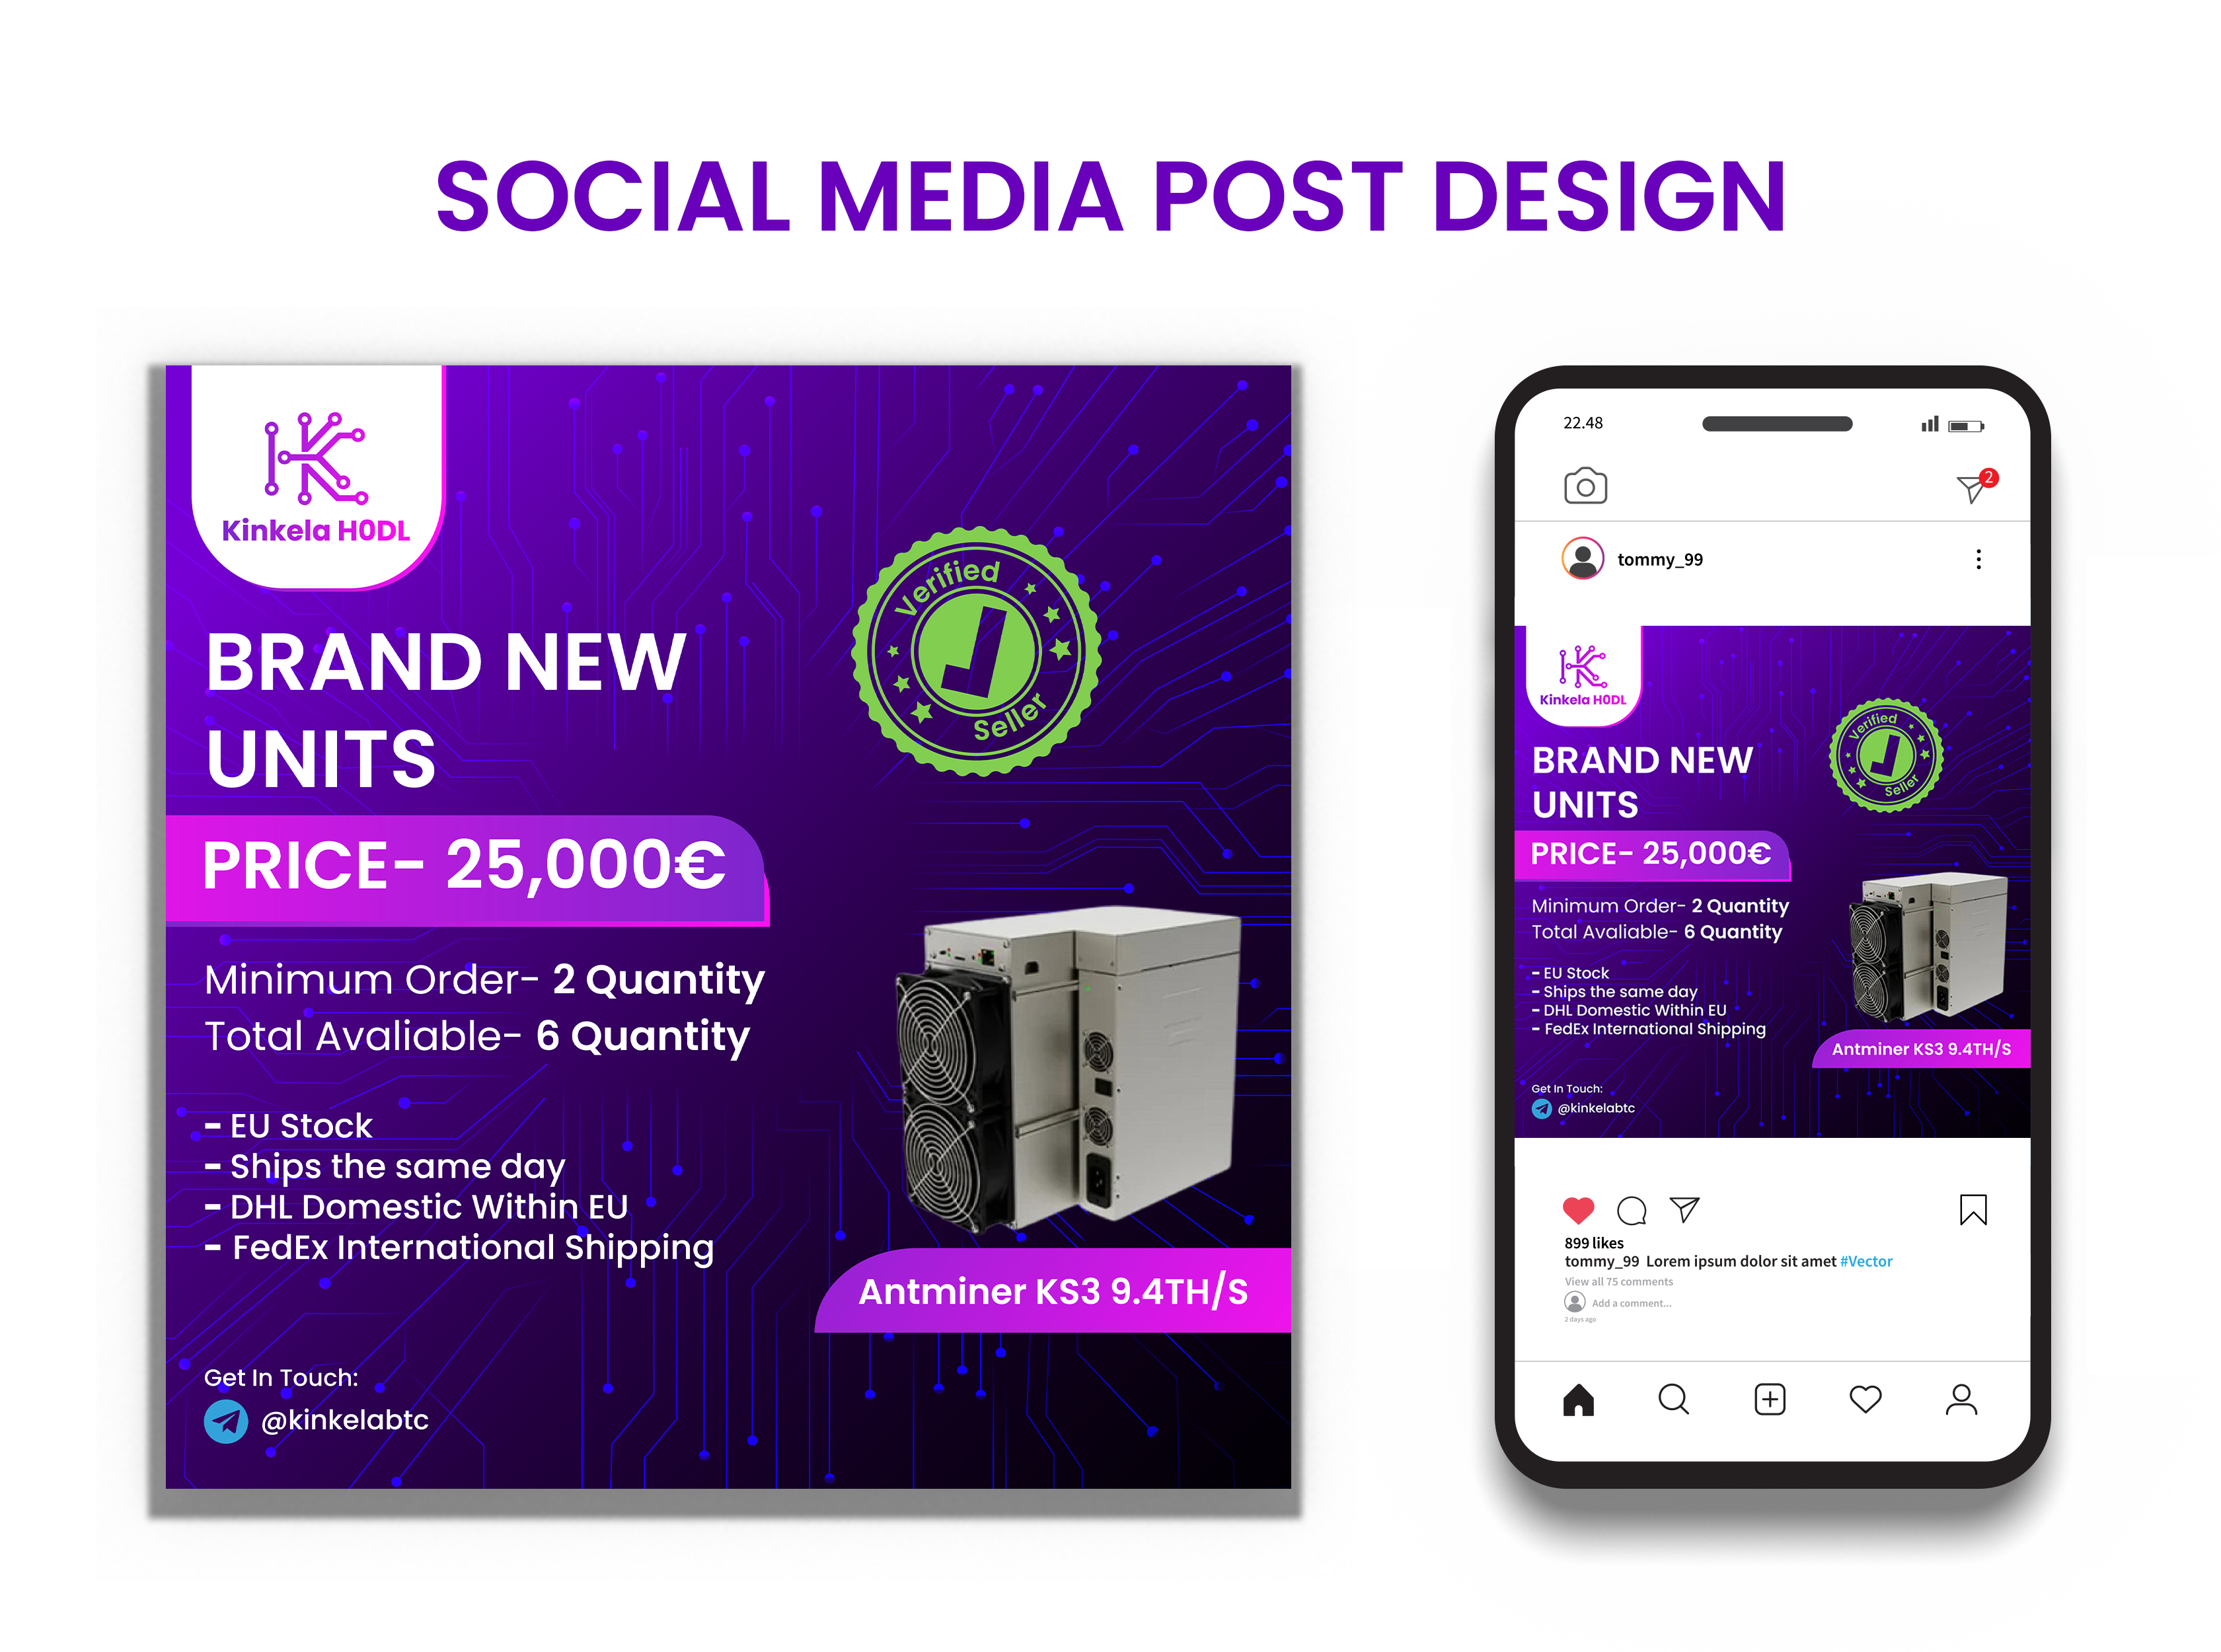 SOCIAL MEDIA POST DESIGN
Kinkela H0DL
Verified
Seller
BRAND NEW
UNITS
PRICE- 25,000€
Minimum Order- 2 Quantity
Total Avaliable- 6 Quantity
- EU Stock
- Ships the same day
- DHL Domestic Within EU
- FedEx International Shipping
Antminer KS3 9.4TH/S
Get In Touch:
@kinkelabtc
22.48
2
tommy_99
Kinkela H0DL
Verified
Seller
BRAND NEW
UNITS
PRICE- 25,000€
Minimum Order- 2 Quantity
Total Avaliable- 6 Quantity
- EU Stock
- Ships the same day
- DHL Domestic Within EU
- FedEx International Shipping
Antminer KS3 9.4TH/S
Get In Touch:
@kinkelabtc
899 likes
tommy_99 Lorem ipsum dolor sit amet #Vector
View all 75 comments
Add a comment...
2 days ago